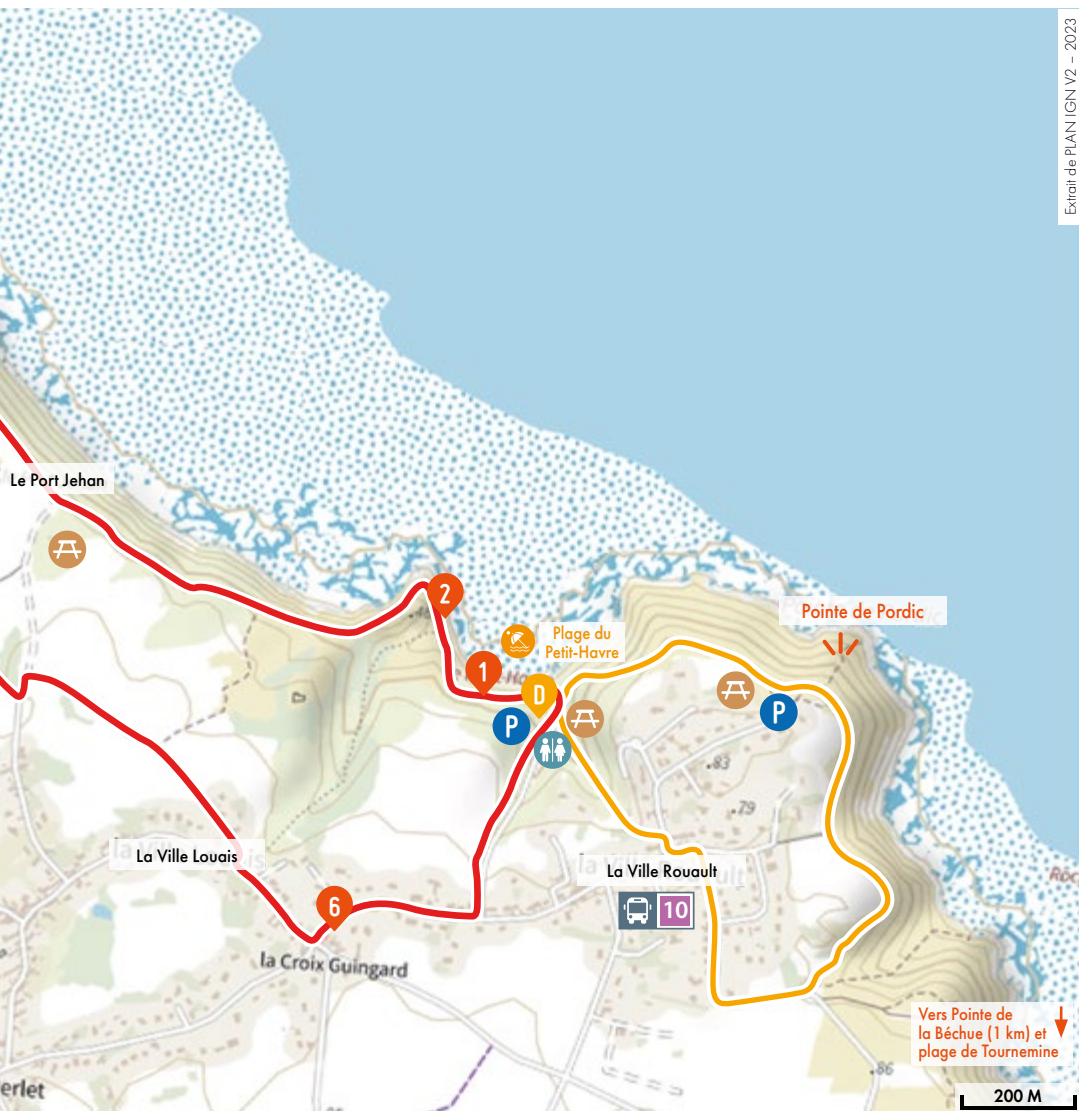 Extrait de PLAN IGN V2 – 2023
Le Port Jehan
2
Pointe de Pordic
Plage du
Petit-Havre
1
D
P
P
.83
.79
La Ville Louais
La Ville Rouault
10
6
la Croix Guingard
Vers Pointe de
la Béchue (1 km) et
plage de Tournemine
.86
erlet
200 M